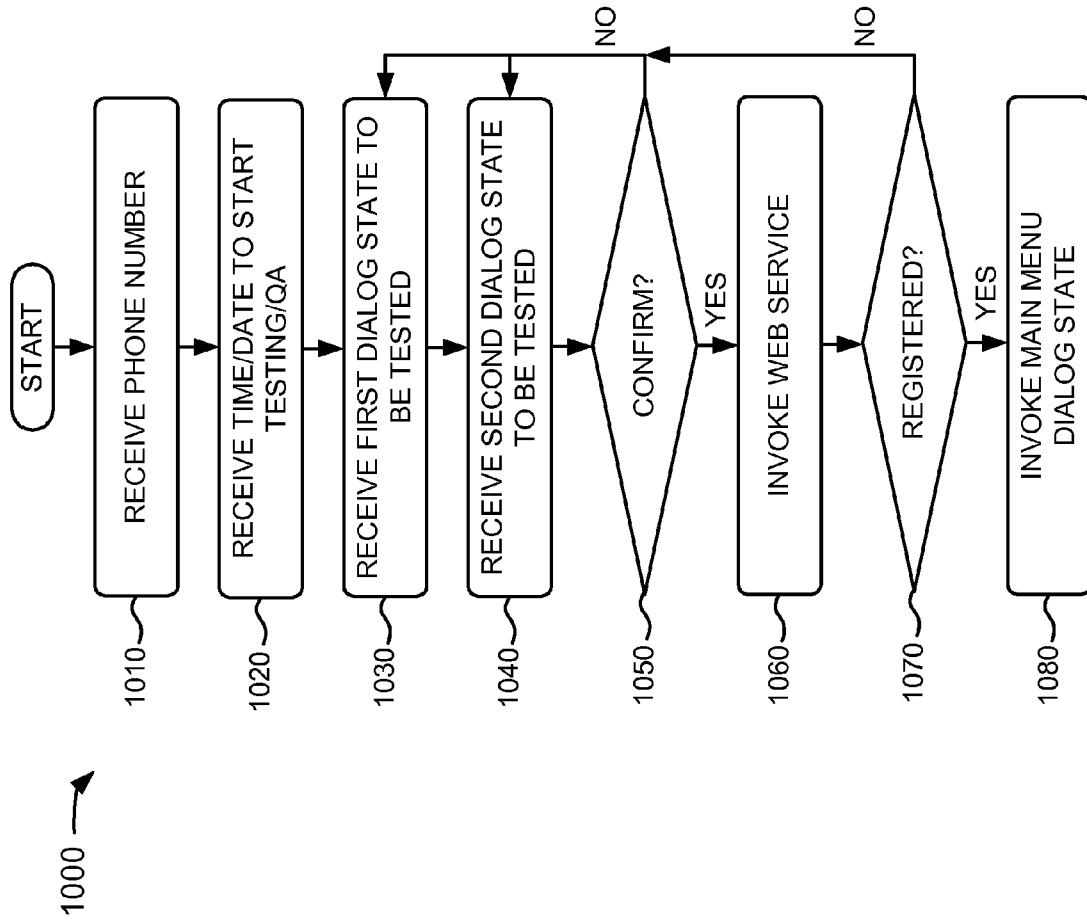 1000
START
1010
RECEIVE PHONE NUMBER
1020
RECEIVE TIME/DATE TO START
TESTING/QA
1030
RECEIVE FIRST DIALOG STATE TO
BE TESTED
1040
RECEIVE SECOND DIALOG STATE
TO BE TESTED
1050
CONFIRM?
NO
YES
1060
INVOKE WEB SERVICE
1070
REGISTERED?
NO
YES
1080
INVOKE MAIN MENU
DIALOG STATE